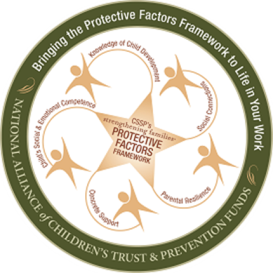 Bringing the Protective Factors Framework to Life in Your Work
Knowledge of Child Development
Social Connections
Child's Social & Emotional Competence
CSSP's
strengthening families™
PROTECTIVE
FACTORS
FRAMEWORK
Parental Resilience
Concrete Support
NATIONAL ALLIANCE of CHILDREN'S TRUST & PREVENTION FUNDS